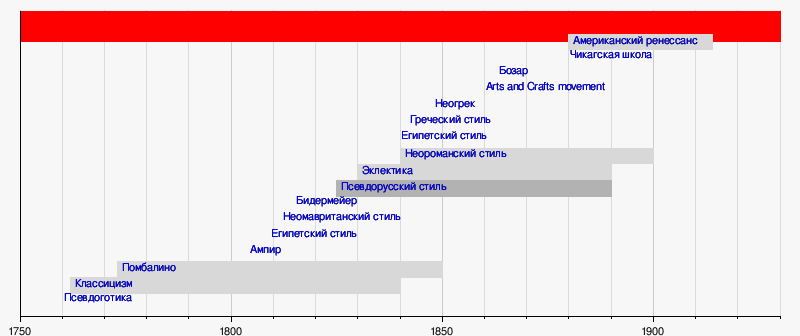 Американский ренессанс
Чикагская школа
Бозар
Arts and Crafts movement
Неогрек
Греческий стиль
Египетский стиль
Неороманский стиль
Эклектика
Псевдорусский стиль
Бидермейер
Неомавританский стиль
Египетский стиль
Ампир
Помбалино
Классицизм
Псевдоготика
1750 1800 1850 1900